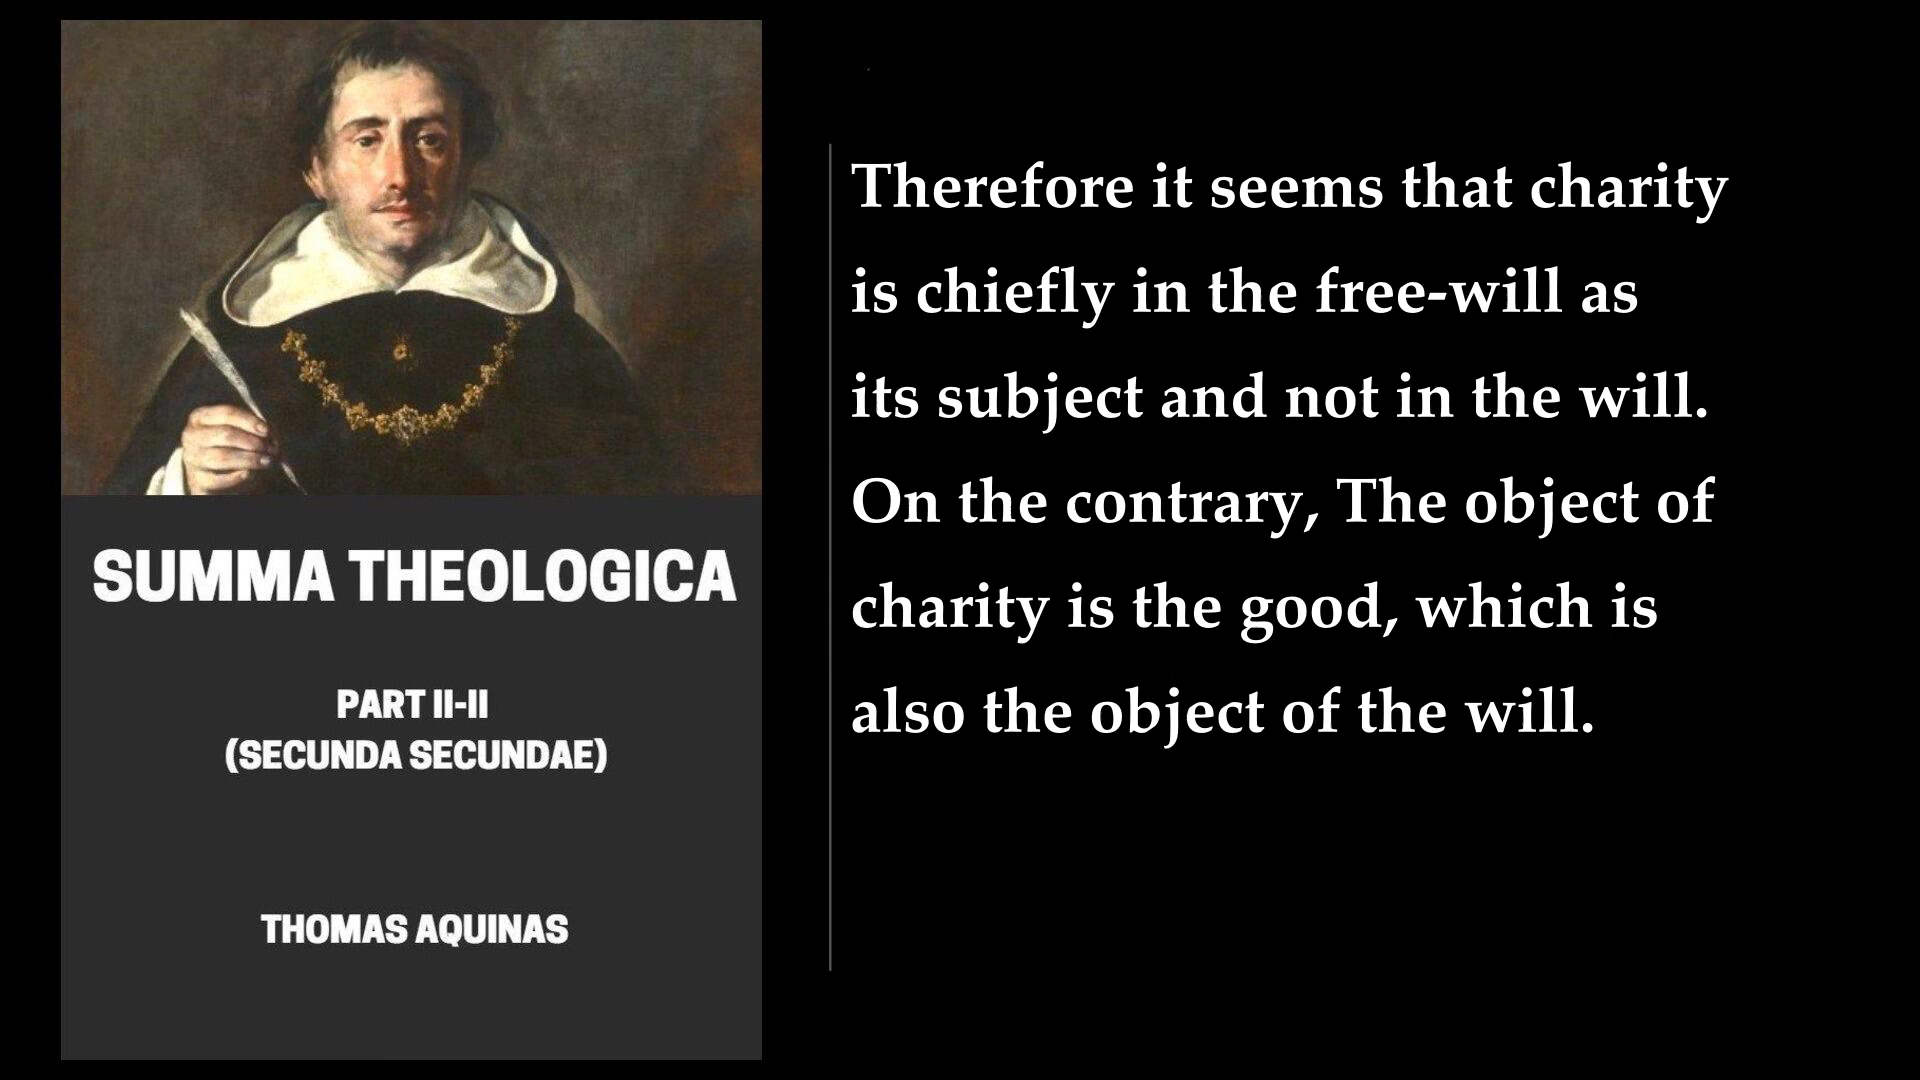 SUMMA THEOLOGICA
PART II-II
(SECUNDA SECUNDAE)
THOMAS AQUINAS
Therefore it seems that charity
is chiefly in the free-will as
its subject and not in the will.
On the contrary, The object of
charity is the good, which is
also the object of the will.